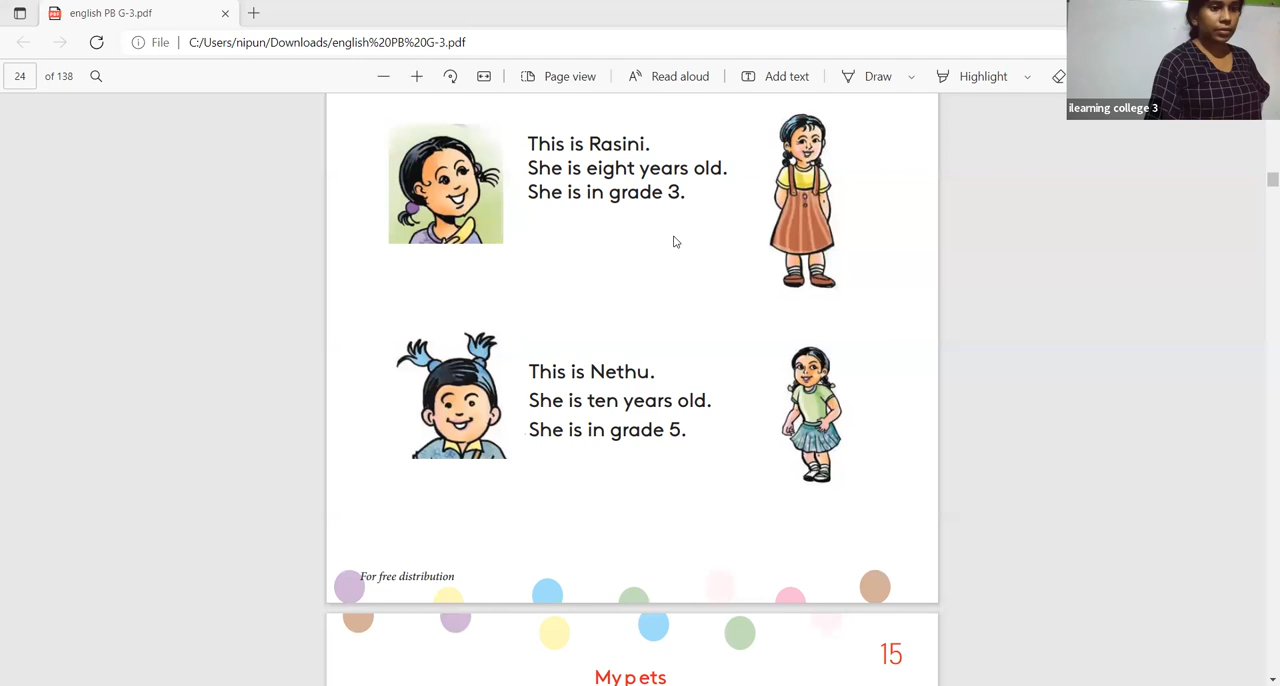 english PB G-3.pdf
File
C:/Users/nipun/Downloads/english%20PB%20G-3.pdf
24 of 138
Page view
Read aloud
Add text
Draw
Highlight
ilearning college 3
This is Rasini.
She is eight years old.
She is in grade 3.
This is Nethu.
She is ten years old.
She is in grade 5.
For free distribution
15
My pets